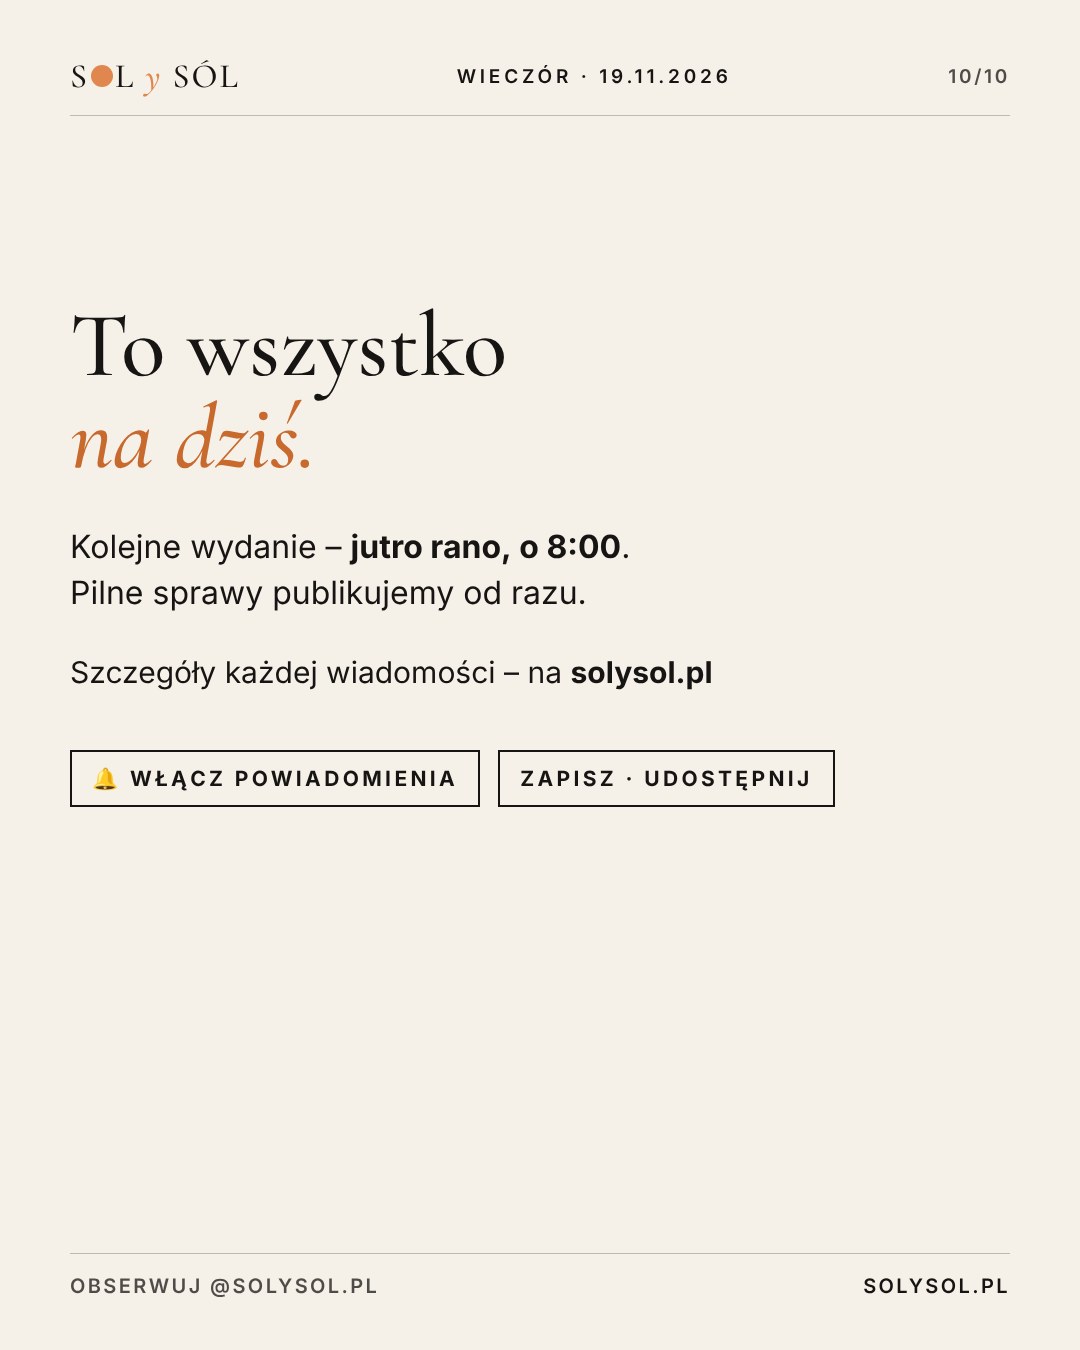 SOL y SÓL
WIECZÓR · 19.11.2026
10/10
To wszystko
na dziś.
Kolejne wydanie – jutro rano, o 8:00.
Pilne sprawy publikujemy od razu.
Szczegóły każdej wiadomości – na solysol.pl
🔔 WŁĄCZ POWIADOMIENIA
ZAPISZ · UDOSTĘPNIJ
OBSERWUJ @SOLYSOL.PL
SOLYSOL.PL